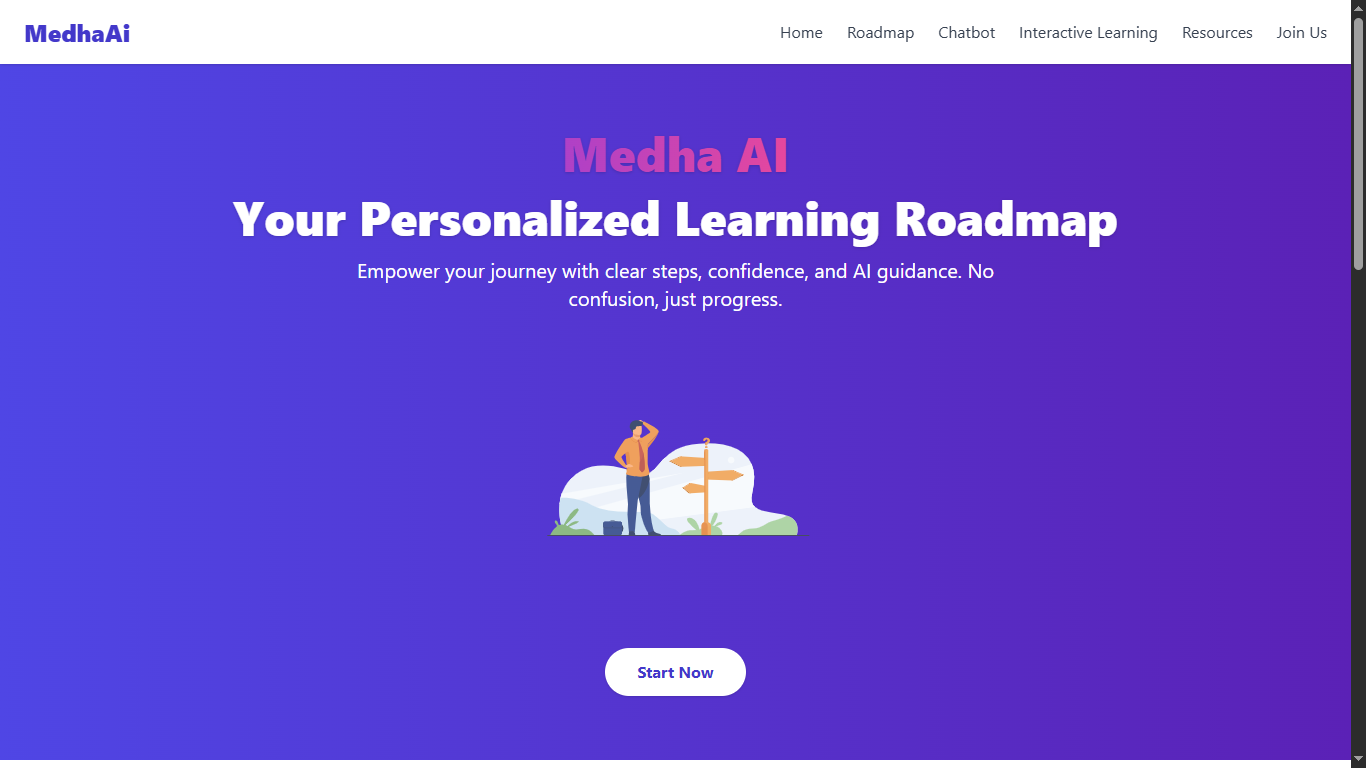 MedhaAi
Home Roadmap Chatbot Interactive Learning Resources Join Us
Medha AI
Your Personalized Learning Roadmap
Empower your journey with clear steps, confidence, and AI guidance. No
confusion, just progress.
?
Start Now